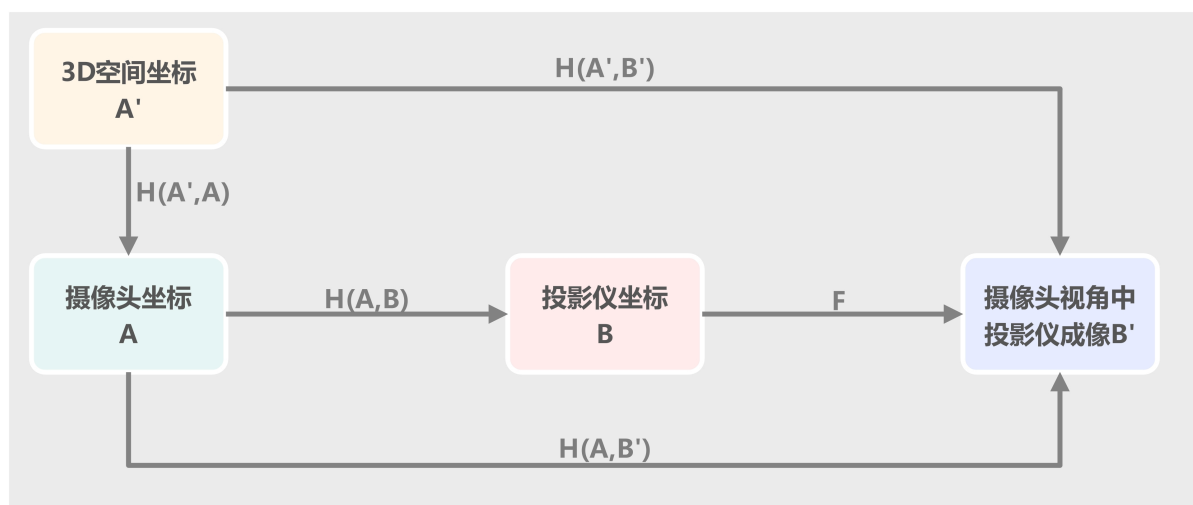 3D空间坐标
A'
H(A',B')
H(A',A)
摄像头坐标
A
H(A,B)
投影仪坐标
B
F
摄像头视角中
投影仪成像B'
H(A,B')